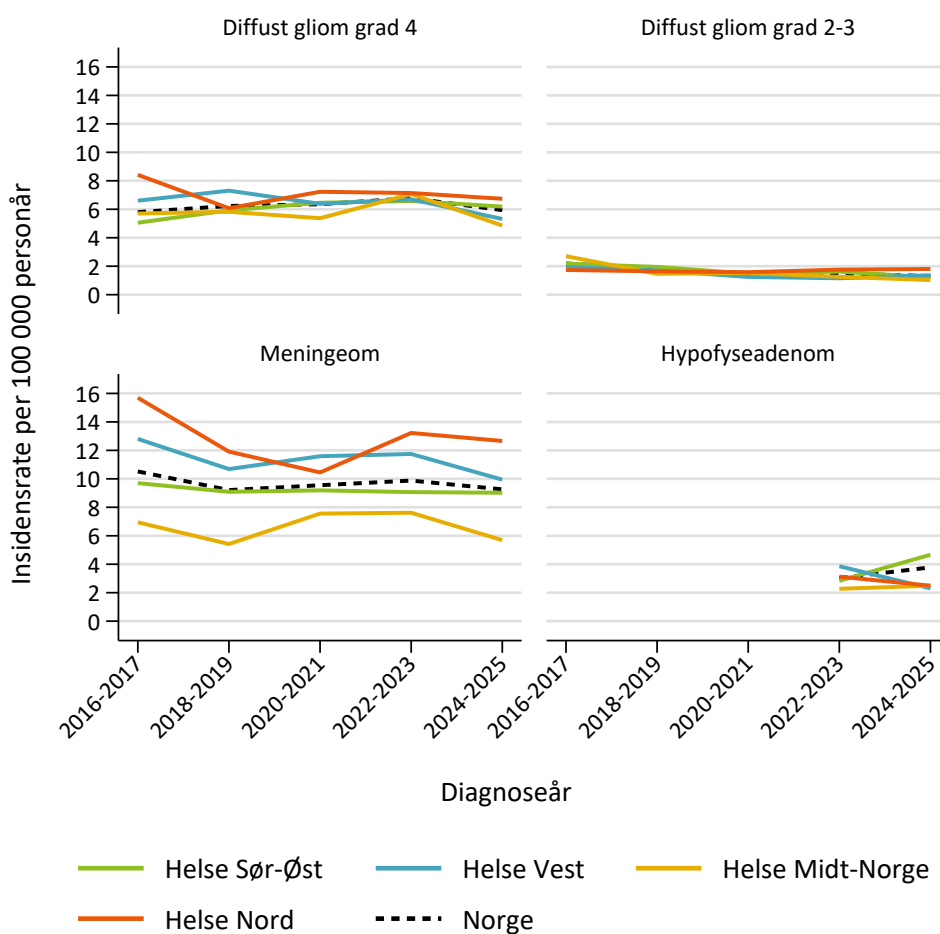 Diffust gliom grad 4
Diffust gliom grad 2-3
16
14
12
10
8
6
4
2
0
Meningeom
Hypofyseadenom
16
14
12
10
8
6
4
2
0
Insidensrate per 100 000 personår
2016-2017
2018-2019
2020-2021
2022-2023
2024-2025
2016-2017
2018-2019
2020-2021
2022-2023
2024-2025
Diagnoseår
Helse Sør-Øst
Helse Vest
Helse Midt-Norge
Helse Nord
Norge